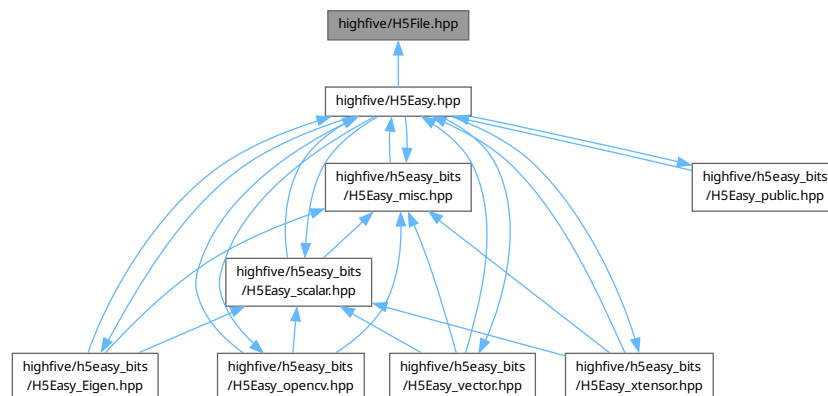 highfive/H5File.hpp
highfive/H5Easy.hpp
highfive/h5easy_bits
/H5Easy_misc.hpp
highfive/h5easy_bits
/H5Easy_public.hpp
highfive/h5easy_bits
/H5Easy_scalar.hpp
highfive/h5easy_bits
/H5Easy_Eigen.hpp
highfive/h5easy_bits
/H5Easy_opencv.hpp
highfive/h5easy_bits
/H5Easy_vector.hpp
highfive/h5easy_bits
/H5Easy_xtensor.hpp